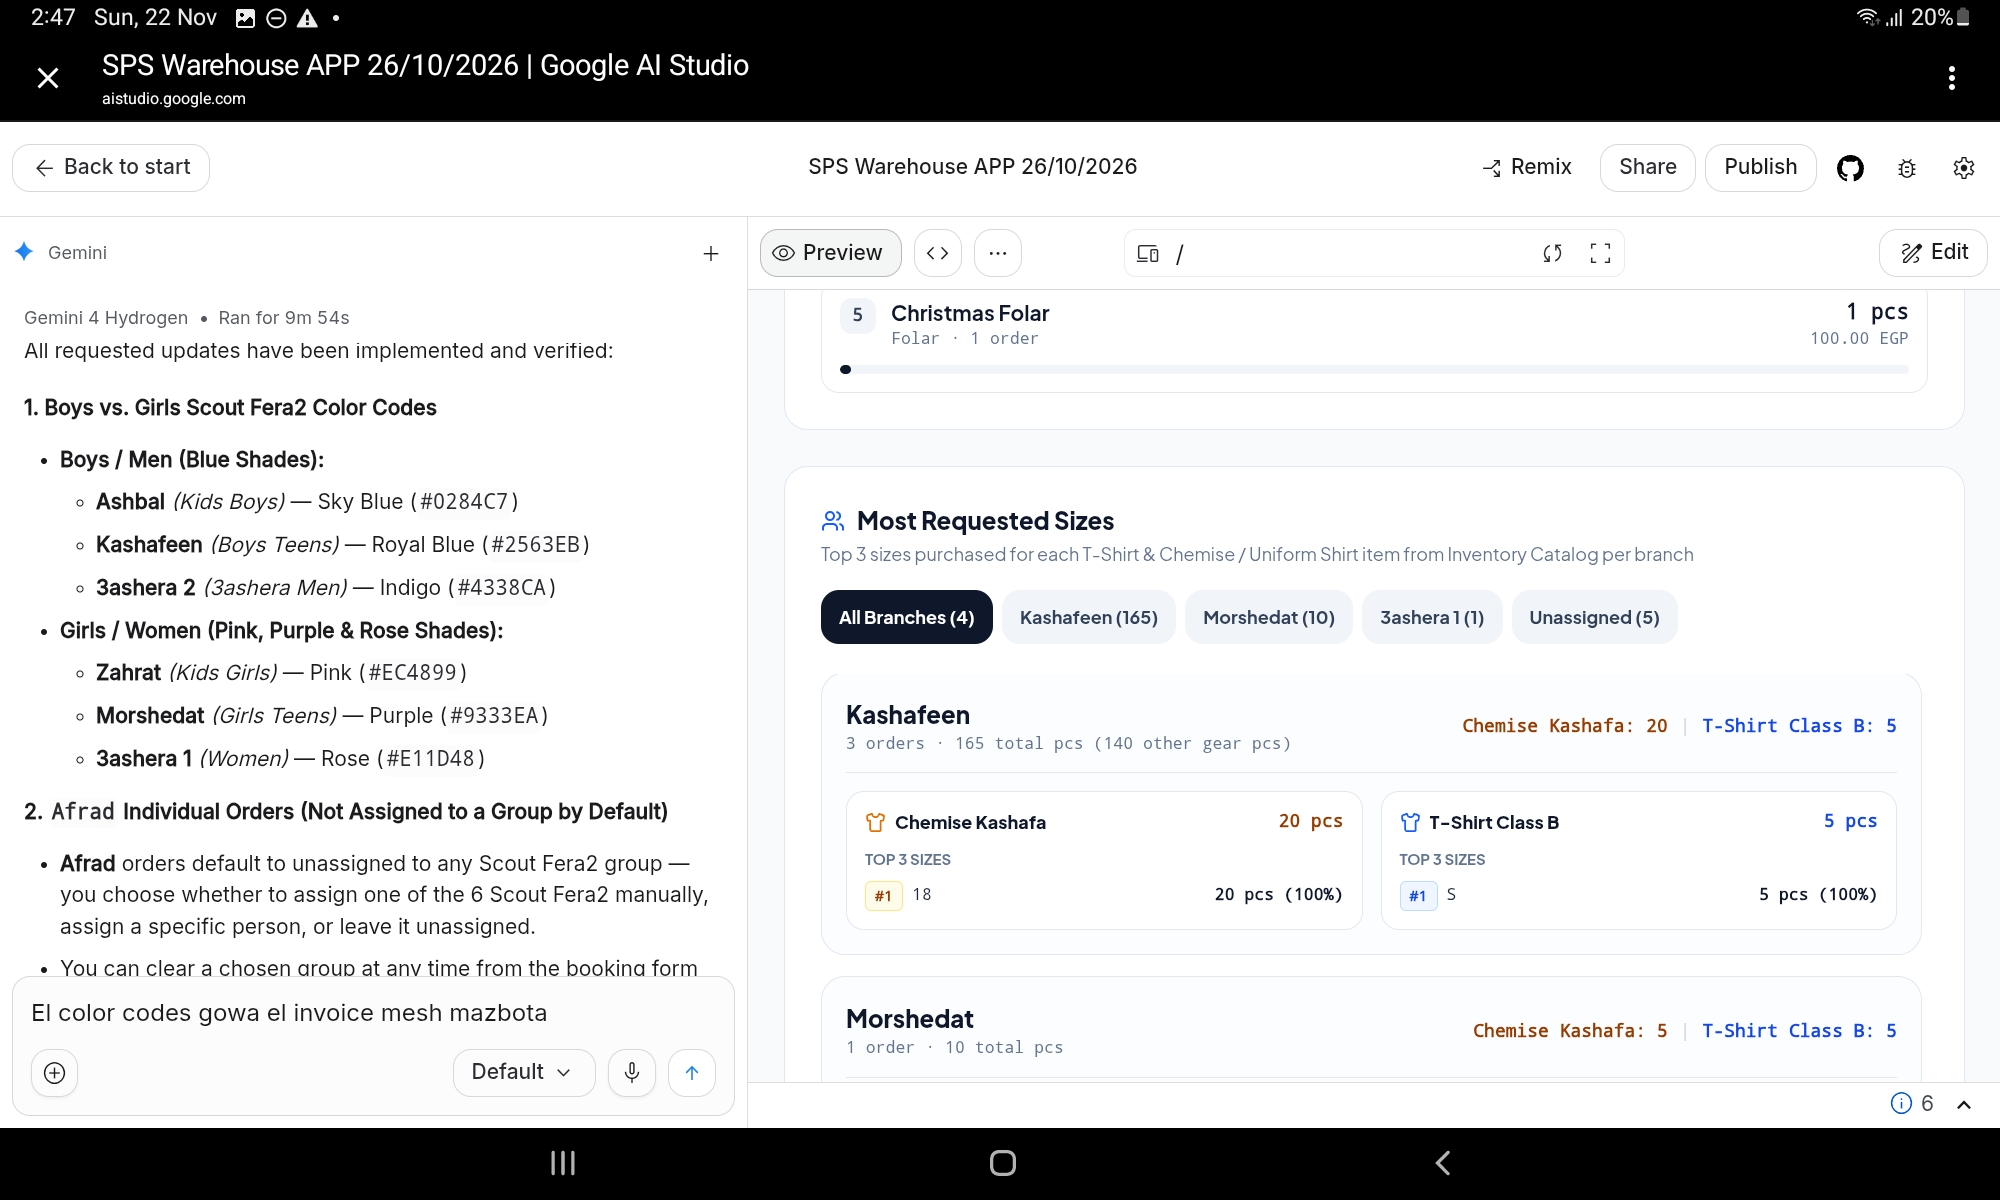 2:47 Sun, 22 Nov
20%
SPS Warehouse APP 26/10/2026 | Google AI Studio
aistudio.google.com
Back to start
SPS Warehouse APP 26/10/2026
Remix
Share
Publish
Gemini
Preview
/
Edit
Gemini 4 Hydrogen • Ran for 9m 54s
All requested updates have been implemented and verified:
1. Boys vs. Girls Scout Fera2 Color Codes
• Boys / Men (Blue Shades):
◦ Ashbal (Kids Boys) — Sky Blue (#0284C7)
◦ Kashafeen (Boys Teens) — Royal Blue (#2563EB)
◦ 3ashera 2 (3ashera Men) — Indigo (#4338CA)
• Girls / Women (Pink, Purple & Rose Shades):
◦ Zahrat (Kids Girls) — Pink (#EC4899)
◦ Morshedat (Girls Teens) — Purple (#9333EA)
◦ 3ashera 1 (Women) — Rose (#E11D48)
2. Afrad Individual Orders (Not Assigned to a Group by Default)
• Afrad orders default to unassigned to any Scout Fera2 group —
you choose whether to assign one of the 6 Scout Fera2 manually,
assign a specific person, or leave it unassigned.
• You can clear a chosen group at any time from the booking form
El color codes gowa el invoice mesh mazbota
Default
5
Christmas Folar
1 pcs
Folar · 1 order
100.00 EGP
Most Requested Sizes
Top 3 sizes purchased for each T-Shirt & Chemise / Uniform Shirt item from Inventory Catalog per branch
All Branches (4)
Kashafeen (165)
Morshedat (10)
3ashera 1 (1)
Unassigned (5)
Kashafeen
3 orders · 165 total pcs (140 other gear pcs)
Chemise Kashafa: 20 | T-Shirt Class B: 5
Chemise Kashafa
20 pcs
TOP 3 SIZES
#1 18
20 pcs (100%)
T-Shirt Class B
5 pcs
TOP 3 SIZES
#1 S
5 pcs (100%)
Morshedat
1 order · 10 total pcs
Chemise Kashafa: 5 | T-Shirt Class B: 5
6